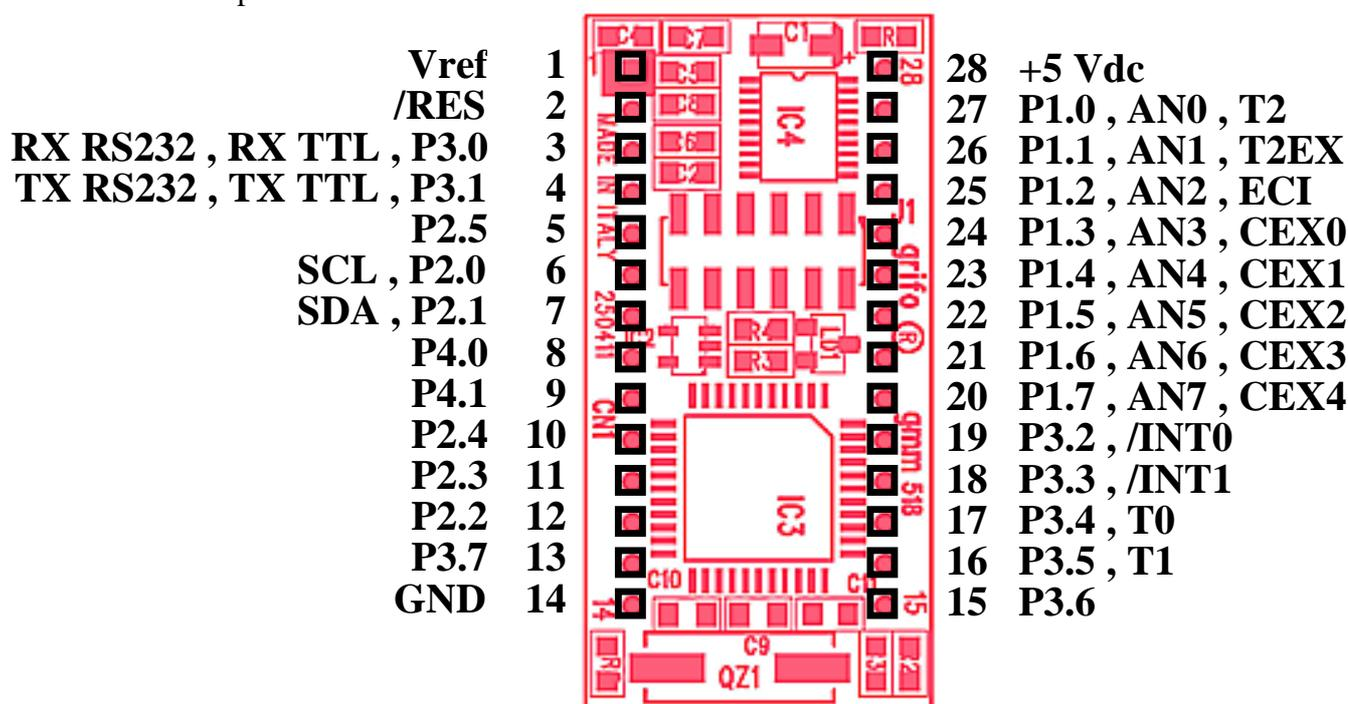 Vref 1
/RES 2
RX RS232 , RX TTL , P3.0 3
TX RS232 , TX TTL , P3.1 4
P2.5 5
SCL , P2.0 6
SDA , P2.1 7
P4.0 8
P4.1 9
P2.4 10
P2.3 11
P2.2 12
P3.7 13
GND 14
C4 C7 C1 +
1 28
C5
C8
C6
C2
IC4
MADE IN ITALY 250411
J1
grifo ®
R4
R3
LD1
CN1
gmm 518
IC3
C10
14 15
C9
QZ1
28 +5 Vdc
27 P1.0 , AN0 , T2
26 P1.1 , AN1 , T2EX
25 P1.2 , AN2 , ECI
24 P1.3 , AN3 , CEX0
23 P1.4 , AN4 , CEX1
22 P1.5 , AN5 , CEX2
21 P1.6 , AN6 , CEX3
20 P1.7 , AN7 , CEX4
19 P3.2 , /INT0
18 P3.3 , /INT1
17 P3.4 , T0
16 P3.5 , T1
15 P3.6